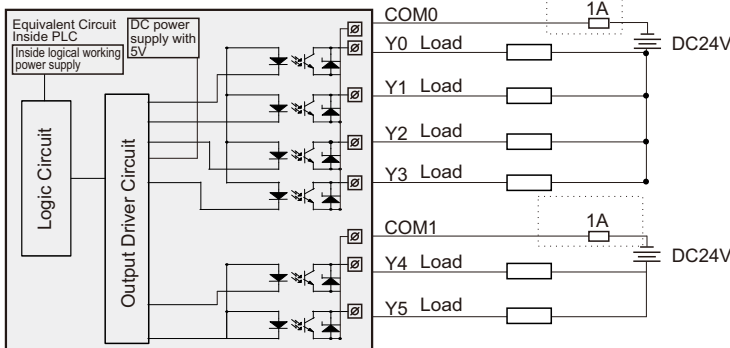 Equivalent Circuit
Inside PLC
Inside logical working
power supply
DC power
supply with
5V
Logic Circuit
Output Driver Circuit
COM0
1A
DC24V
Y0 Load
Y1 Load
Y2 Load
Y3 Load
COM1
1A
DC24V
Y4 Load
Y5 Load